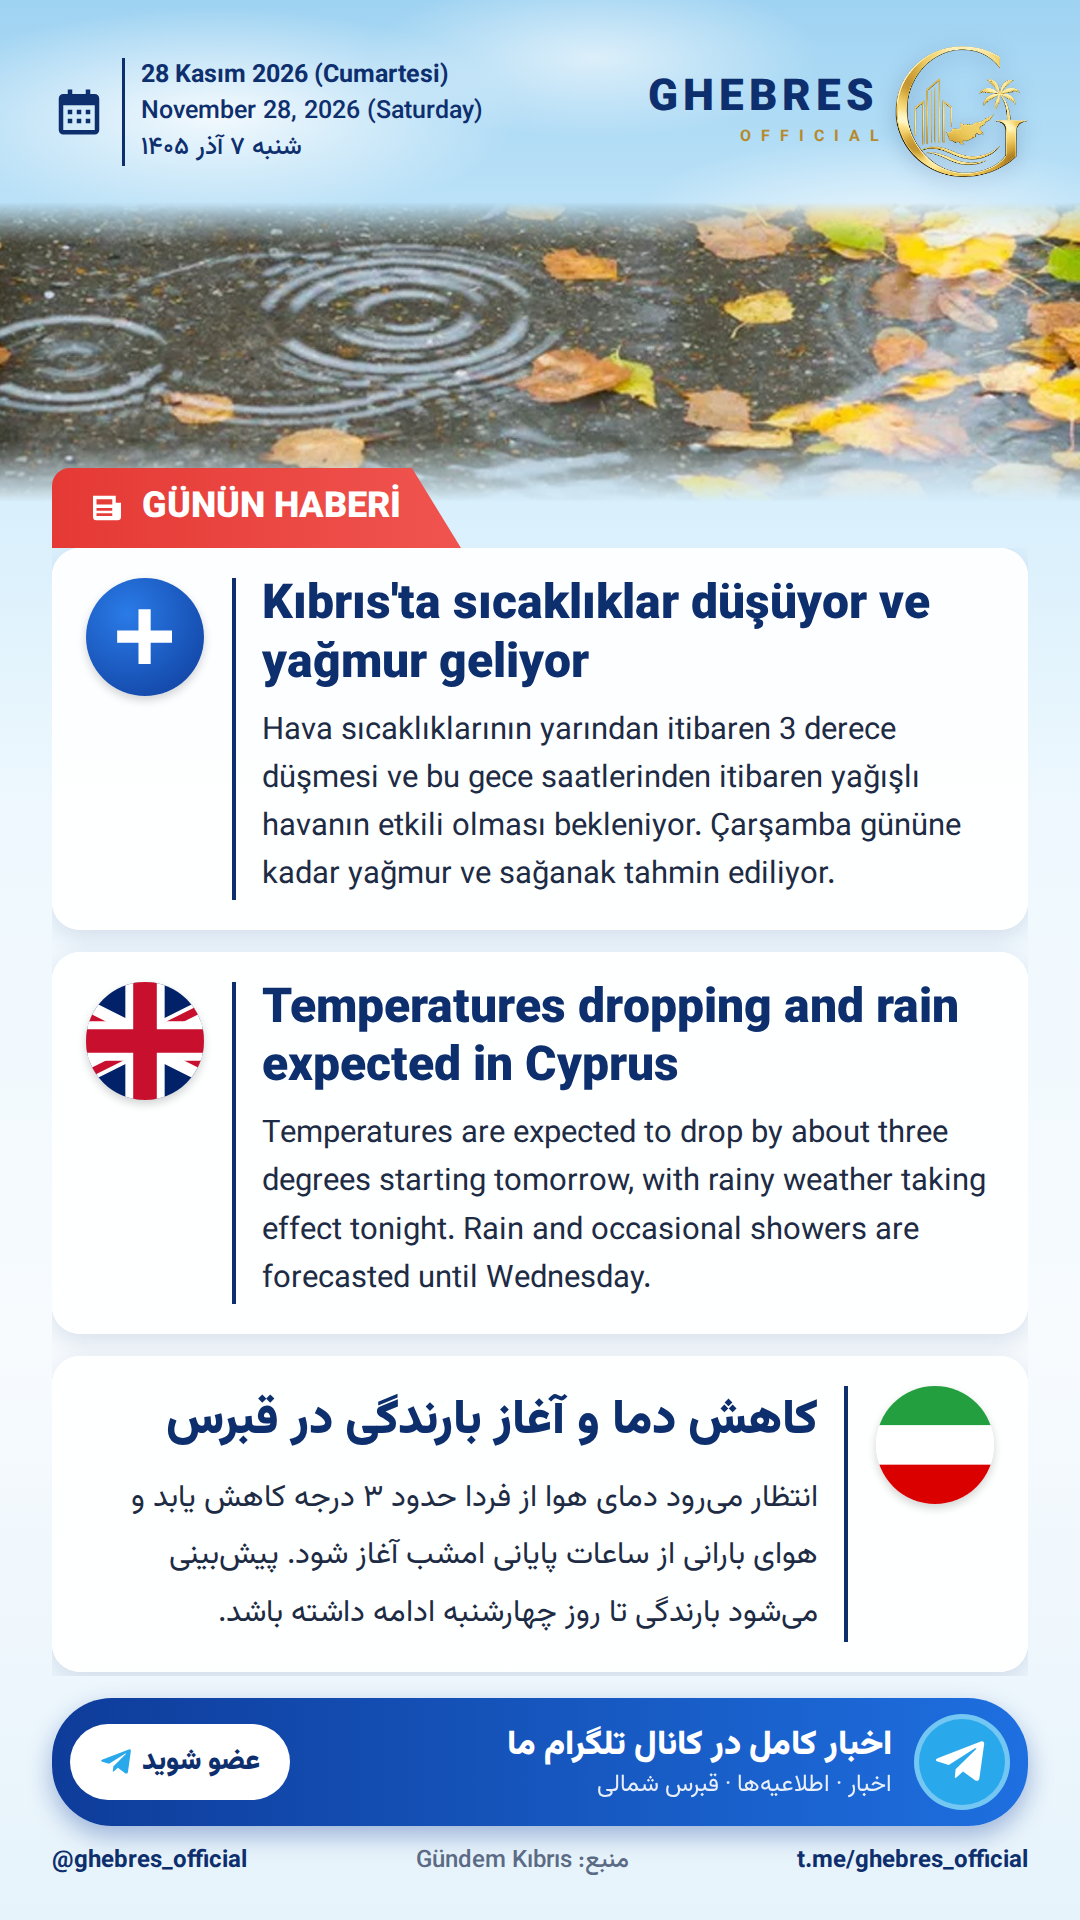 28 Kasım 2026 (Cumartesi)
November 28, 2026 (Saturday)
شنبه ۷ آذر ۱۴۰۵
GHEBRES
OFFICIAL
GÜNÜN HABERİ
Kıbrıs'ta sıcaklıklar düşüyor ve
yağmur geliyor
Hava sıcaklıklarının yarından itibaren 3 derece
düşmesi ve bu gece saatlerinden itibaren yağışlı
havanın etkili olması bekleniyor. Çarşamba gününe
kadar yağmur ve sağanak tahmin ediliyor.
Temperatures dropping and rain
expected in Cyprus
Temperatures are expected to drop by about three
degrees starting tomorrow, with rainy weather taking
effect tonight. Rain and occasional showers are
forecasted until Wednesday.
کاهش دما و آغاز بارندگی در قبرس
انتظار می‌رود دمای هوا از فردا حدود ۳ درجه کاهش یابد و
هوای بارانی از ساعات پایانی امشب آغاز شود. پیش‌بینی
می‌شود بارندگی تا روز چهارشنبه ادامه داشته باشد.
اخبار کامل در کانال تلگرام ما
اخبار · اطلاعیه‌ها · قبرس شمالی
عضو شوید
@ghebres_official
منبع: Gündem Kıbrıs
t.me/ghebres_official